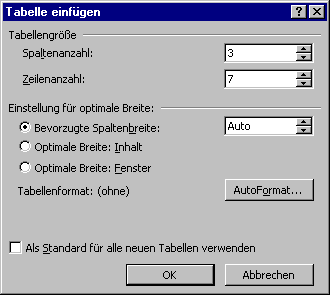 Tabelle einfügen
Tabellengröße
Spaltenanzahl: 3
Zeilenanzahl: 7
Einstellung für optimale Breite:
Bevorzugte Spaltenbreite: Auto
Optimale Breite: Inhalt
Optimale Breite: Fenster
Tabellenformat: (ohne) AutoFormat...
Als Standard für alle neuen Tabellen verwenden
OK Abbrechen